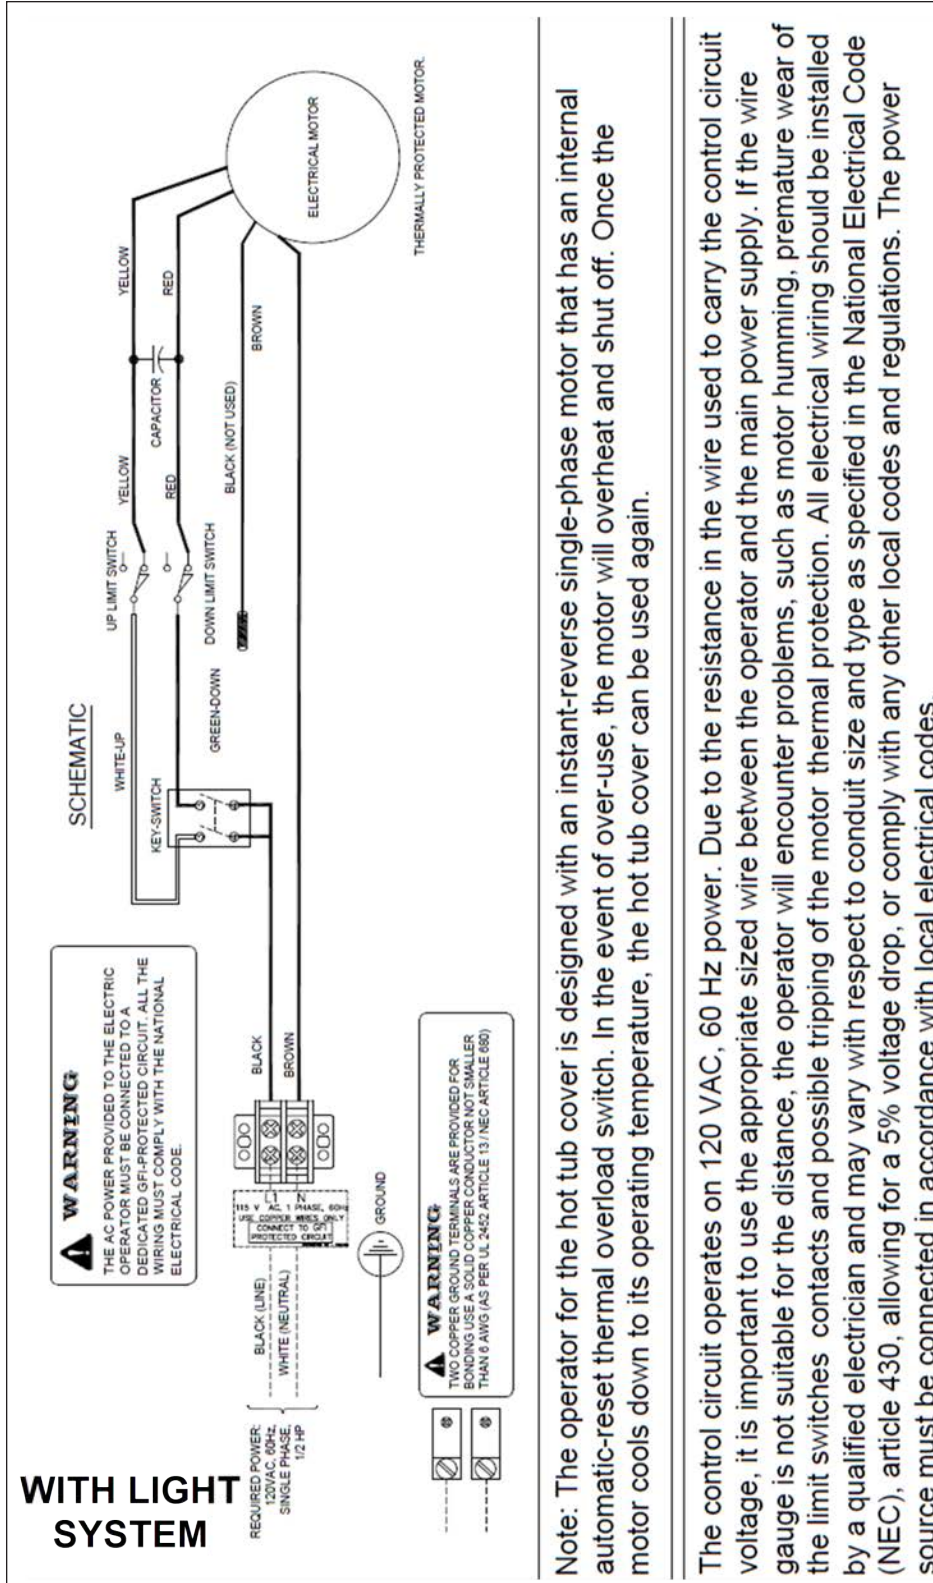 WITH LIGHT
SYSTEM
SCHEMATIC
WARNING
THE AC POWER PROVIDED TO THE ELECTRIC
OPERATOR MUST BE CONNECTED TO A
DEDICATED GFI-PROTECTED CIRCUIT. ALL THE
WIRING MUST COMPLY WITH THE NATIONAL
ELECTRICAL CODE.
REQUIRED POWER:
120VAC, 60Hz,
SINGLE PHASE,
1/2 HP
BLACK (LINE)
WHITE (NEUTRAL)
L1 N
115 V AC, 1 PHASE, 60Hz
USE COPPER WIRES ONLY
CONNECT TO GFI
PROTECTED CIRCUIT
GROUND
BLACK
BROWN
KEY-SWITCH
WHITE-UP
GREEN-DOWN
UP LIMIT SWITCH
DOWN LIMIT SWITCH
YELLOW
RED
CAPACITOR
YELLOW
RED
BLACK (NOT USED)
BROWN
ELECTRICAL MOTOR
THERMALLY PROTECTED MOTOR.
WARNING
TWO COPPER GROUND TERMINALS ARE PROVIDED FOR
BONDING USE A SOLID COPPER CONDUCTOR NOT SMALLER
THAN 6 AWG (AS PER UL 2452 ARTICLE 13 / NEC ARTICLE 680)
Note: The operator for the hot tub cover is designed with an instant-reverse single-phase motor that has an internal
automatic-reset thermal overload switch. In the event of over-use, the motor will overheat and shut off. Once the
motor cools down to its operating temperature, the hot tub cover can be used again.
The control circuit operates on 120 VAC, 60 Hz power. Due to the resistance in the wire used to carry the control circuit
voltage, it is important to use the appropriate sized wire between the operator and the main power supply. If the wire
gauge is not suitable for the distance, the operator will encounter problems, such as motor humming, premature wear of
the limit switches contacts and possible tripping of the motor thermal protection. All electrical wiring should be installed
by a qualified electrician and may vary with respect to conduit size and type as specified in the National Electrical Code
(NEC), article 430, allowing for a 5% voltage drop, or comply with any other local codes and regulations. The power
source must be connected in accordance with local electrical codes.